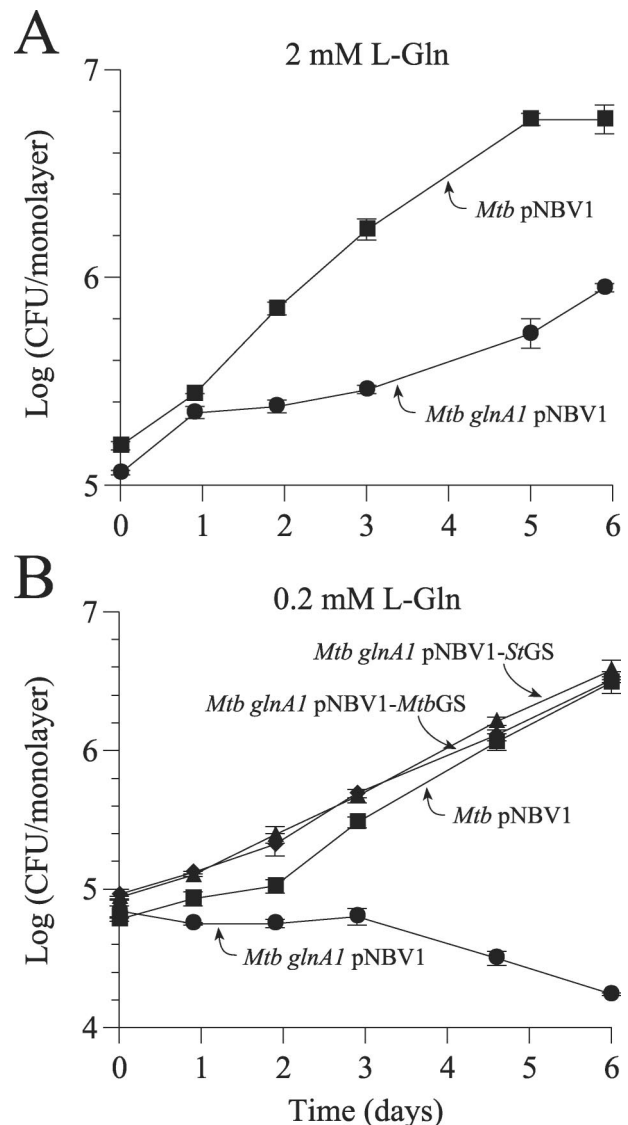 A
2 mM L-Gln
7
6
5
Log (CFU/monolayer)
Mtb pNBV1
Mtb glnA1 pNBV1
0 1 2 3 4 5 6
B
0.2 mM L-Gln
7
6
5
4
Log (CFU/monolayer)
Mtb glnA1 pNBV1-StGS
Mtb glnA1 pNBV1-MtbGS
Mtb pNBV1
Mtb glnA1 pNBV1
0 1 2 3 4 5 6
Time (days)